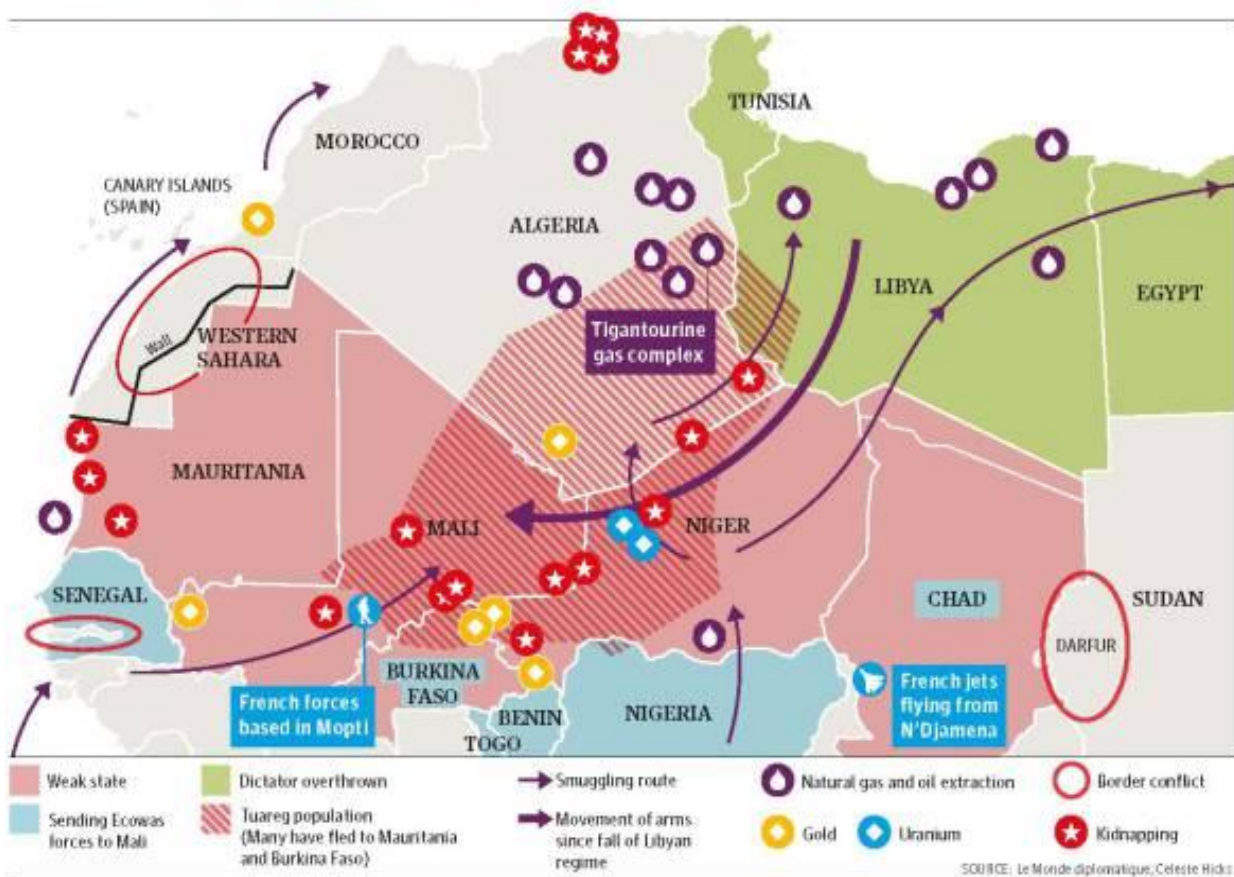 TUNISIA
MOROCCO
CANARY ISLANDS
(SPAIN)
ALGERIA
LIBYA
EGYPT
Tigantourine
gas complex
Wall
WESTERN
SAHARA
MAURITANIA
MALI
NIGER
SENEGAL
CHAD
SUDAN
DARFUR
BURKINA
FASO
French forces
based in Mopti
BENIN
TOGO
NIGERIA
French jets
flying from
N'Djamena
Weak state
Dictator overthrown
Smuggling route
Natural gas and oil extraction
Border conflict
Sending Ecowas
forces to Mali
Tuareg population
(Many have fled to Mauritania
and Burkina Faso)
Movement of arms
since fall of Libyan
regime
Gold
Uranium
Kidnapping
SOURCE: Le Monde diplomatique, Celeste Hicks